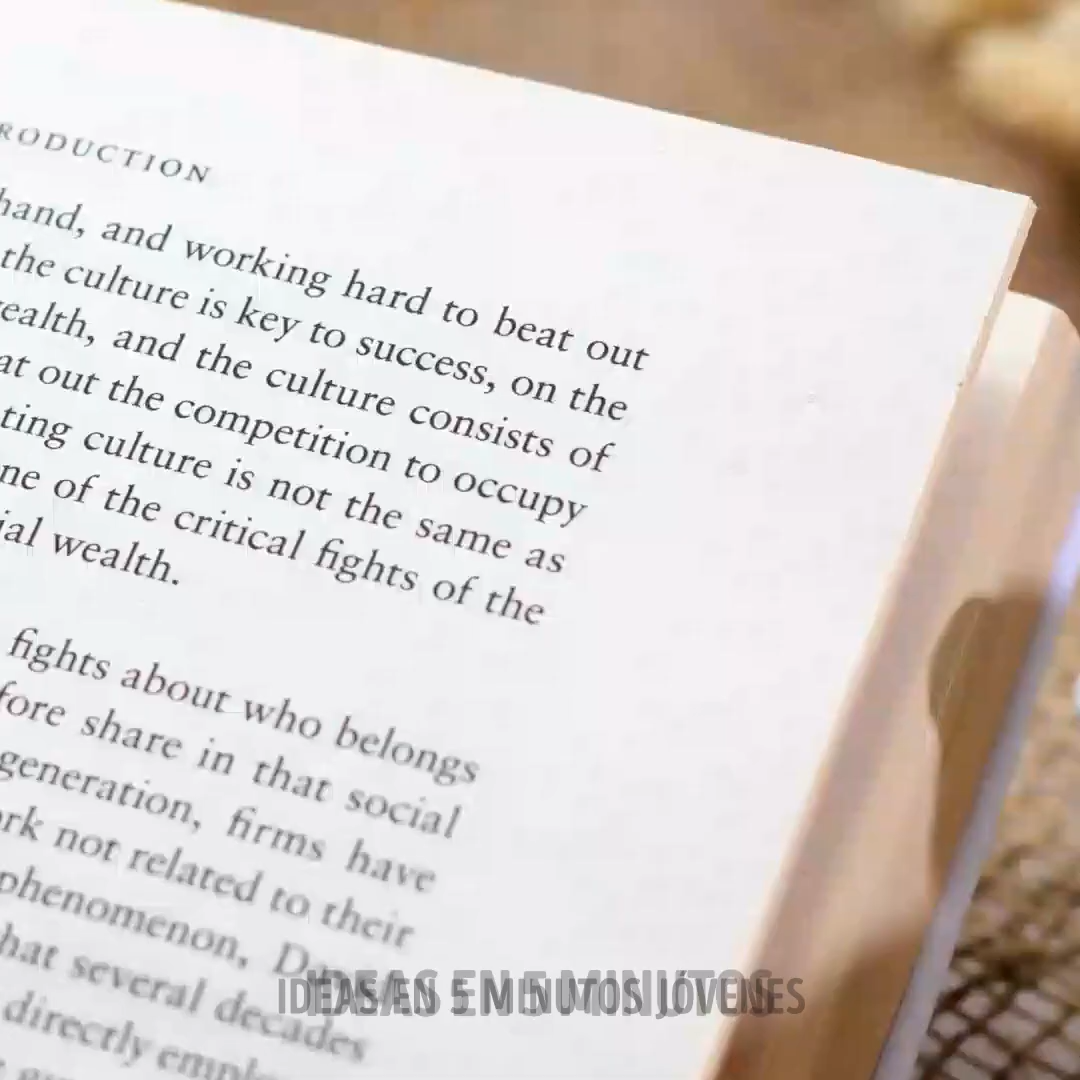 RODUCTION
hand, and working hard to beat out
the culture is key to success, on the
ealth, and the culture consists of
at out the competition to occupy
ting culture is not the same as
ne of the critical fights of the
ial wealth.
fights about who belongs
fore share in that social
generation, firms have
rk not related to their
phenomenon,
hat several decades
directly
IDEAS EN 5 MINUTOS JÓVENES